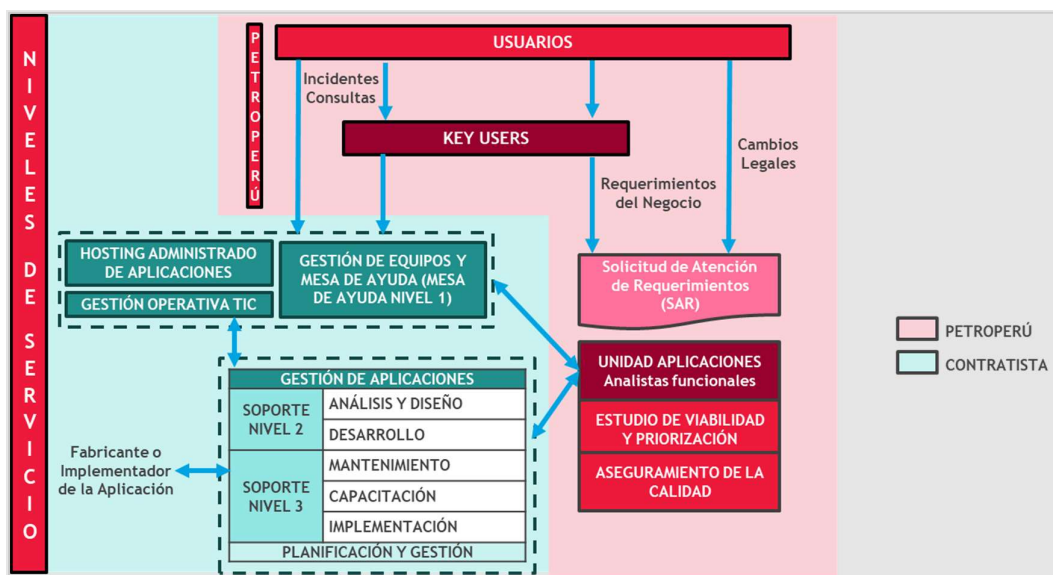 NIVELES DE SERVICIO
PETROPERÚ
USUARIOS
Incidentes
Consultas
KEY USERS
Cambios
Legales
Requerimientos
del Negocio
HOSTING ADMINISTRADO
DE APLICACIONES
GESTIÓN OPERATIVA TIC
GESTIÓN DE EQUIPOS Y
MESA DE AYUDA (MESA
DE AYUDA NIVEL 1)
Solicitud de Atención
de Requerimientos
(SAR)
PETROPERÚ
CONTRATISTA
UNIDAD APLICACIONES
Analistas funcionales
ESTUDIO DE VIABILIDAD
Y PRIORIZACIÓN
ASEGURAMIENTO DE LA
CALIDAD
GESTIÓN DE APLICACIONES
SOPORTE
NIVEL 2
ANÁLISIS Y DISEÑO
DESARROLLO
SOPORTE
NIVEL 3
MANTENIMIENTO
CAPACITACIÓN
IMPLEMENTACIÓN
PLANIFICACIÓN Y GESTIÓN
Fabricante o
Implementador
de la Aplicación